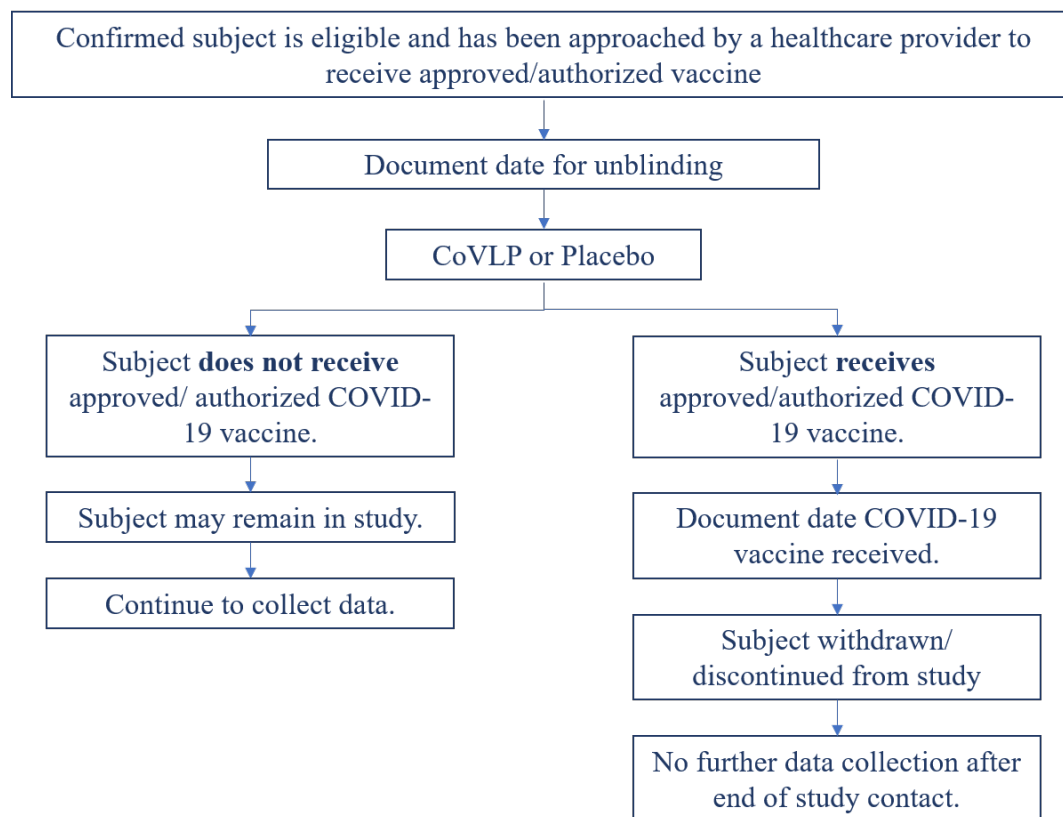 Confirmed subject is eligible and has been approached by a healthcare provider to
receive approved/authorized vaccine
Document date for unblinding
CoVLP or Placebo
Subject does not receive
approved/ authorized COVID-
19 vaccine.
Subject may remain in study.
Continue to collect data.
Subject receives
approved/authorized COVID-
19 vaccine.
Document date COVID-19
vaccine received.
Subject withdrawn/
discontinued from study
No further data collection after
end of study contact.